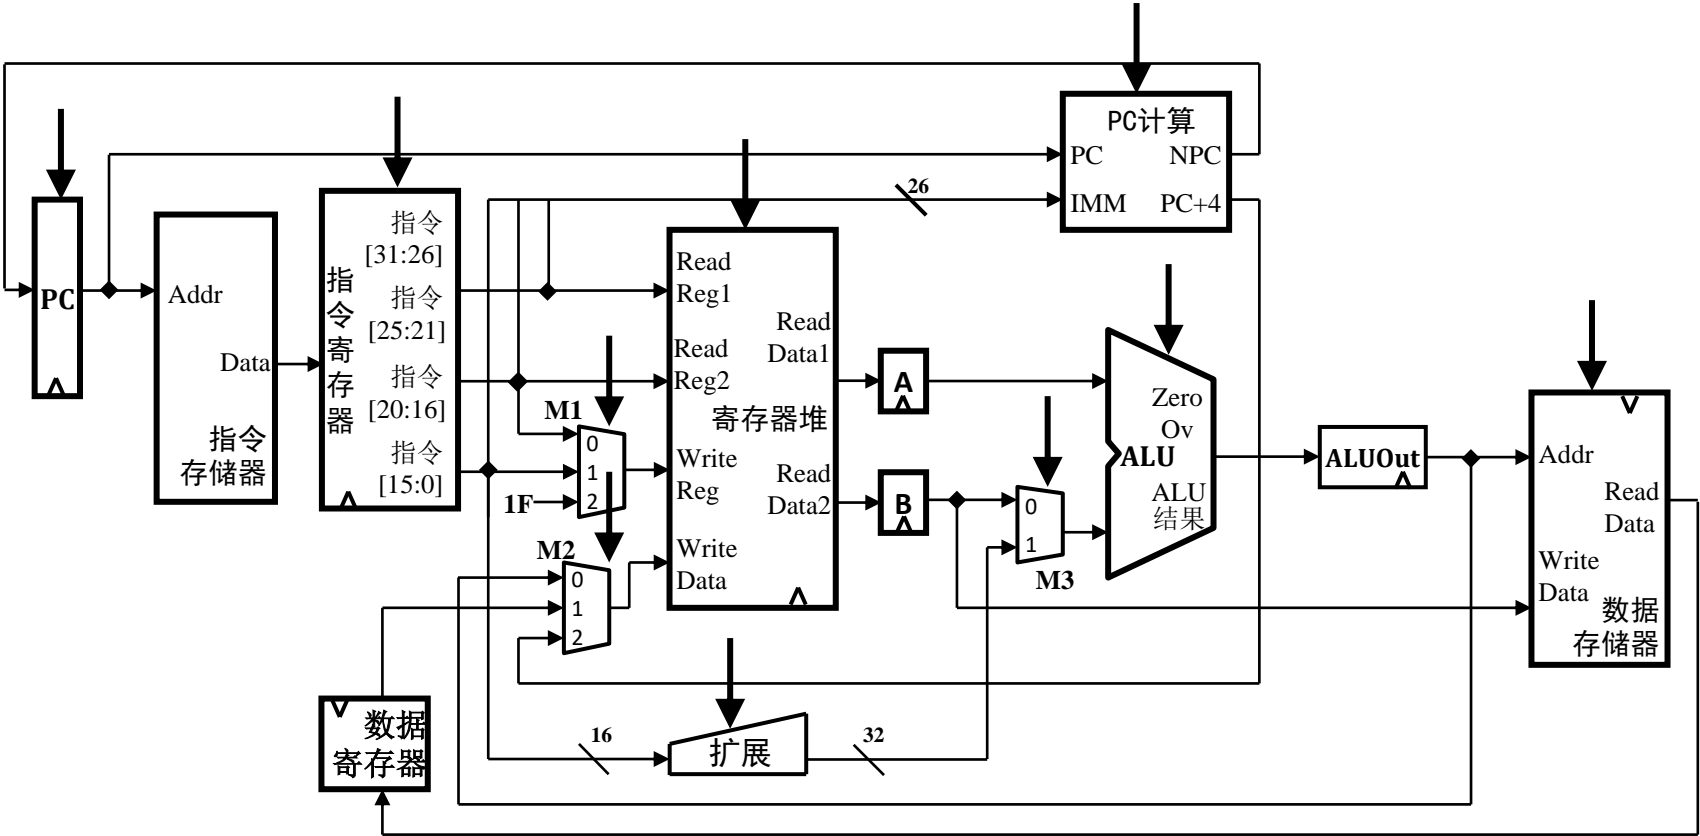 PC计算
PC
NPC
IMM
PC+4
26
PC
Addr
Data
指令
存储器
指
令
寄
存
器
指令
[31:26]
指令
[25:21]
指令
[20:16]
指令
[15:0]
M1
0
1
2
1F
M2
0
1
2
Read
Reg1
Read
Reg2
Write
Reg
Write
Data
Read
Data1
寄存器堆
Read
Data2
A
B
0
1
M3
Zero
Ov
ALU
ALU
结果
ALUOut
Addr
Read
Data
Write
Data
数据
存储器
数据
寄存器
16
扩展
32